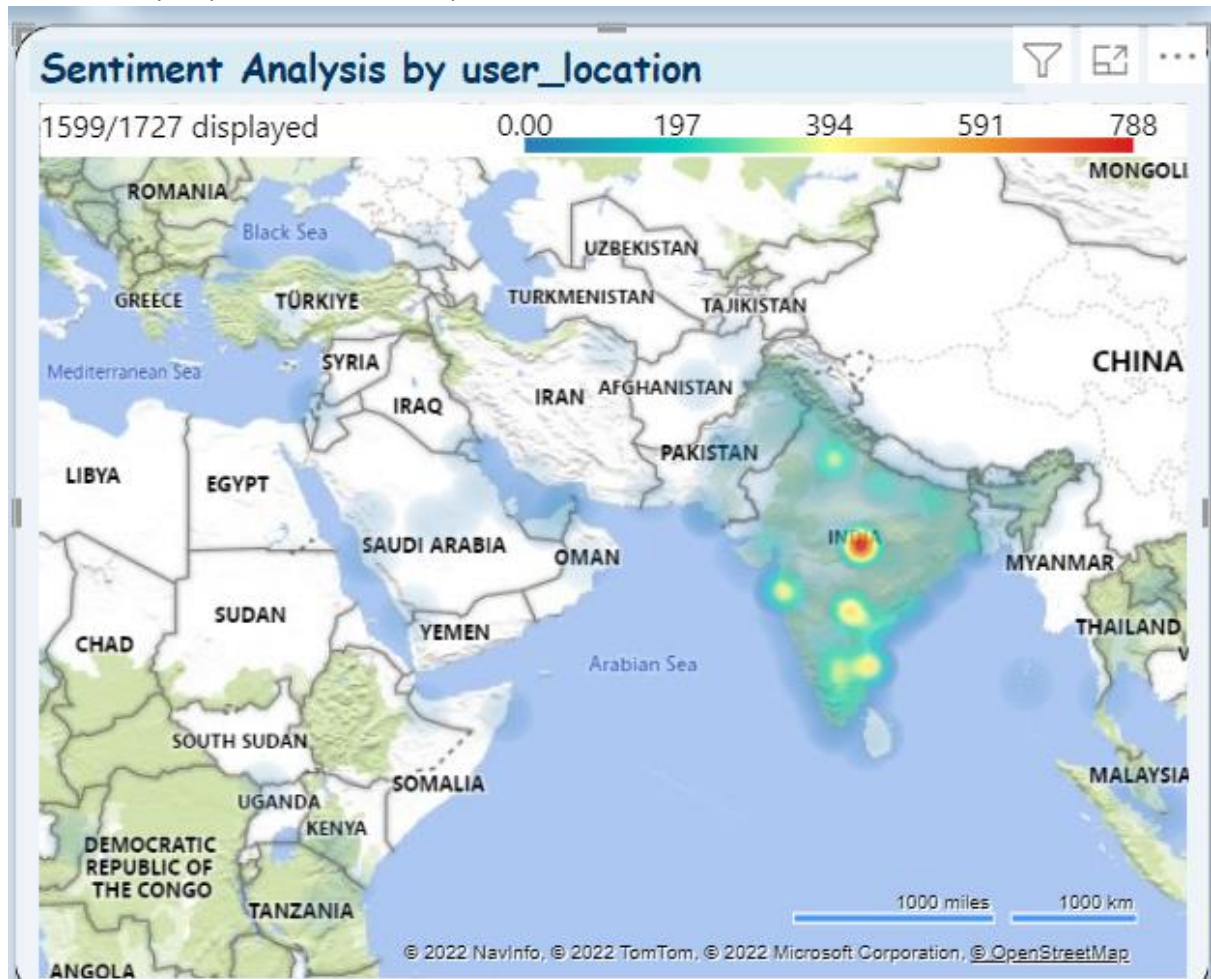 Sentiment Analysis by user_location
1599/1727 displayed
0.00 197 394 591 788
MONGOLI
ROMANIA
Black Sea
UZBEKISTAN
GREECE
TÜRKIYE
TURKMENISTAN
TAJIKISTAN
Mediterranean Sea
SYRIA
CHINA
IRAN
AFGHANISTAN
IRAQ
PAKISTAN
LIBYA
EGYPT
INDIA
SAUDI ARABIA
OMAN
MYANMAR
SUDAN
YEMEN
THAILAND
CHAD
Arabian Sea
V
SOUTH SUDAN
SOMALIA
MALAYSIA
UGANDA
KENYA
DEMOCRATIC
REPUBLIC OF
THE CONGO
TANZANIA
1000 miles 1000 km
© 2022 NavInfo, © 2022 TomTom, © 2022 Microsoft Corporation, © OpenStreetMap
ANGOLA